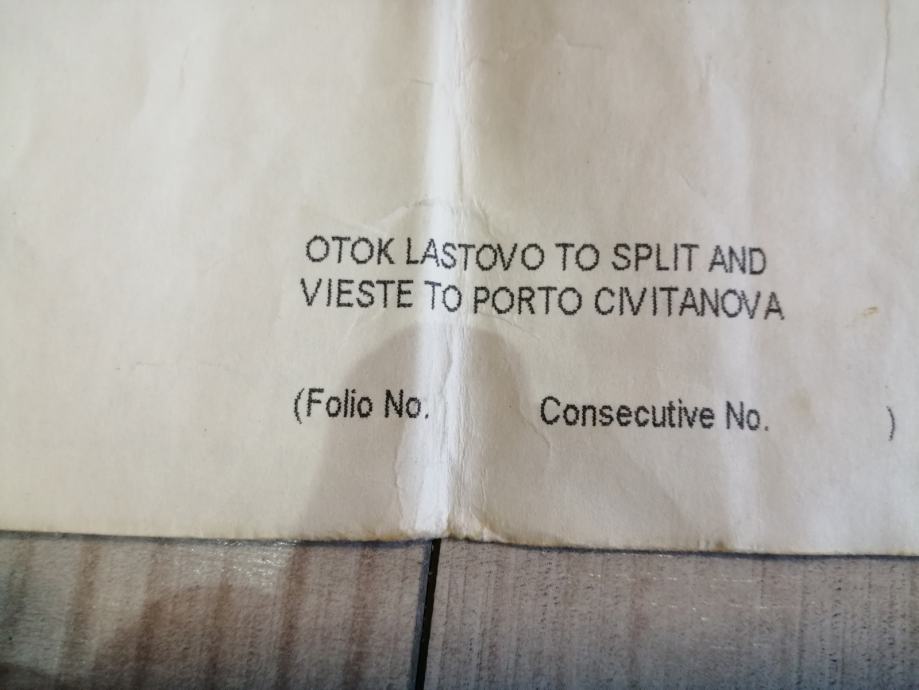 OTOK LASTOVO TO SPLIT AND
VIESTE TO PORTO CIVITANOVA
(Folio No. Consecutive No. )